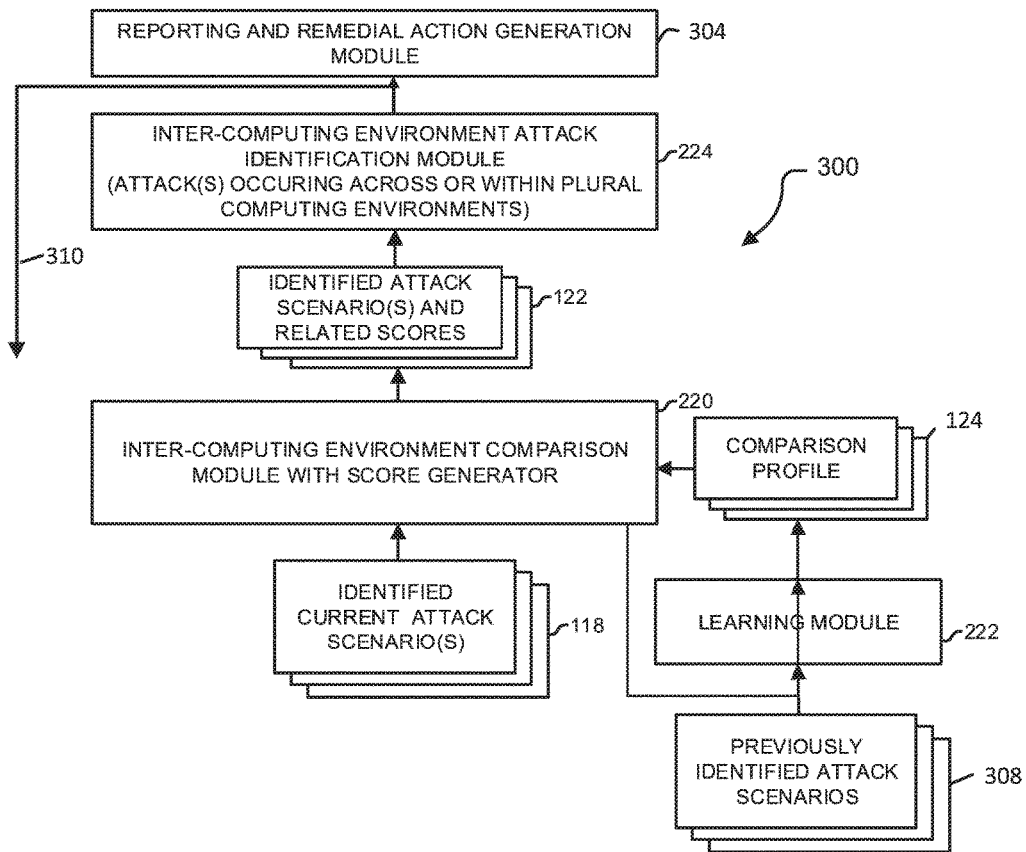 REPORTING AND REMEDIAL ACTION GENERATION
MODULE
304
INTER-COMPUTING ENVIRONMENT ATTACK
IDENTIFICATION MODULE
(ATTACK(S) OCCURING ACROSS OR WITHIN PLURAL
COMPUTING ENVIRONMENTS)
224
300
310
IDENTIFIED ATTACK
SCENARIO(S) AND
RELATED SCORES
122
INTER-COMPUTING ENVIRONMENT COMPARISON
MODULE WITH SCORE GENERATOR
220
COMPARISON
PROFILE
124
IDENTIFIED
CURRENT ATTACK
SCENARIO(S)
118
LEARNING MODULE
222
PREVIOUSLY
IDENTIFIED ATTACK
SCENARIOS
308